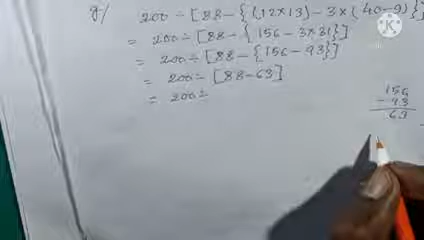 g) 200 ÷ [88 - { (12×13) - 3 × (40-9) }]
= 200 ÷ [88 - { 156 - 3×31 }]
= 200 ÷ [88 - { 156 - 93 }]
= 200 ÷ [88 - 63]
= 200 ÷
156
- 93
63